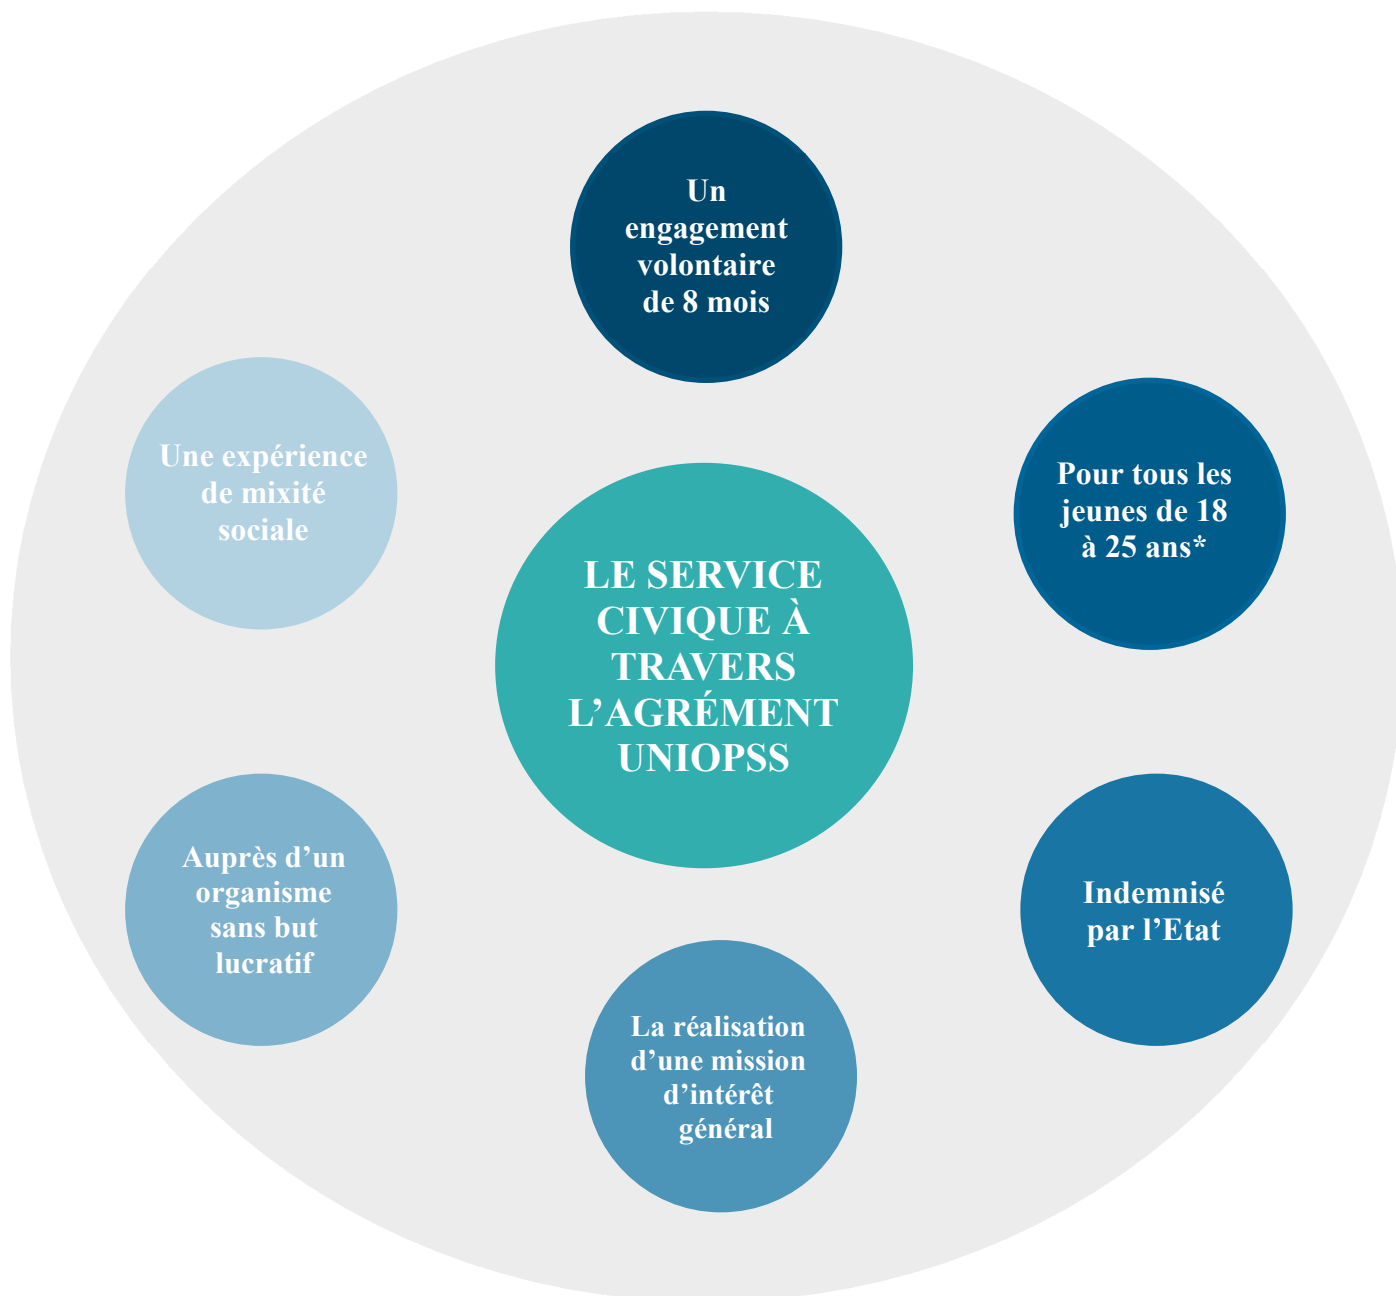 Un
engagement
volontaire
de 8 mois
Une expérience
de mixité
sociale
Pour tous les
jeunes de 18
à 25 ans*
LE SERVICE
CIVIQUE À
TRAVERS
L’AGRÉMENT
UNIOPSS
Auprès d’un
organisme
sans but
lucratif
Indemnisé
par l’Etat
La réalisation
d’une mission
d’intérêt
général